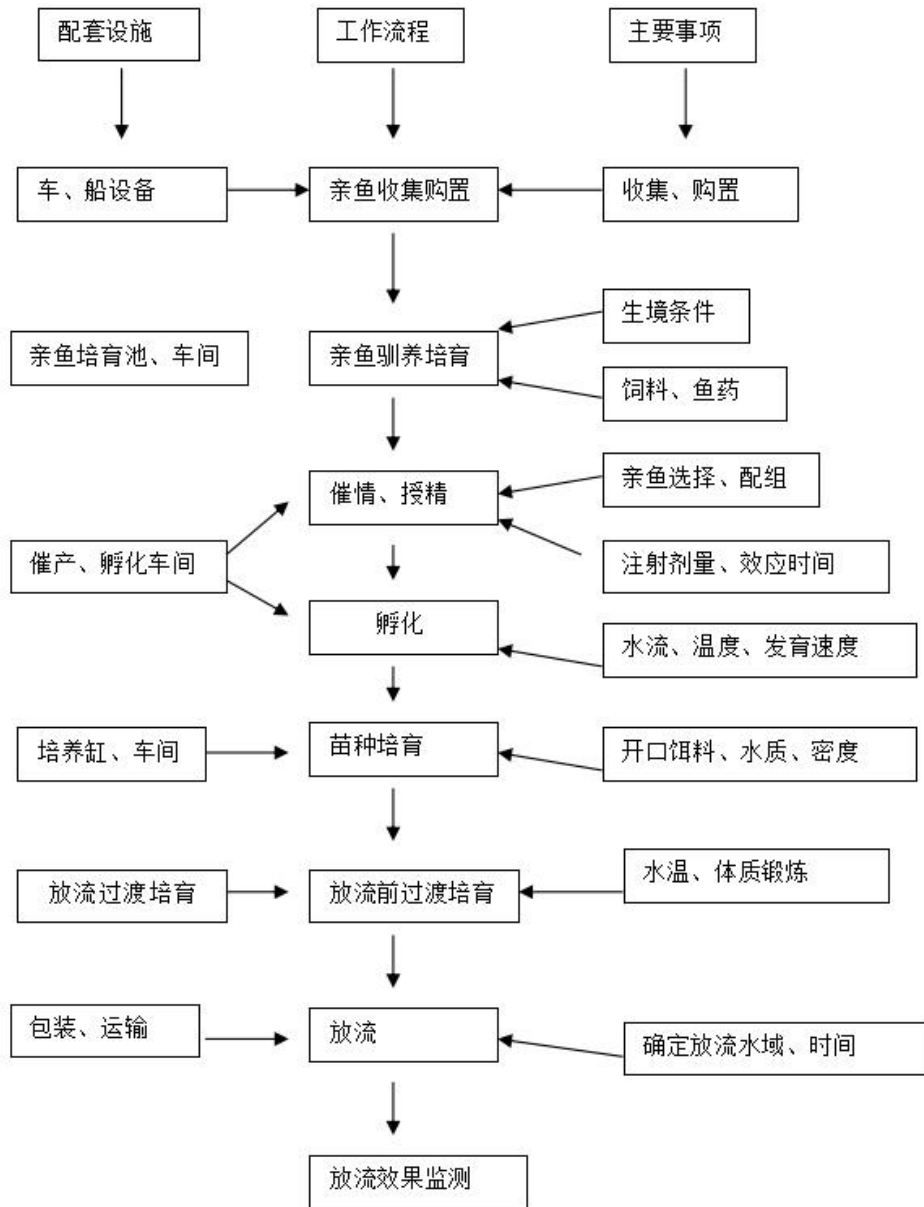 配套设施
工作流程
主要事项
车、船设备
亲鱼收集购置
收集、购置
生境条件
亲鱼培育池、车间
亲鱼驯养培育
饲料、鱼药
催情、授精
亲鱼选择、配组
催产、孵化车间
注射剂量、效应时间
孵化
水流、温度、发育速度
培养缸、车间
苗种培育
开口饵料、水质、密度
放流过渡培育
放流前过渡培育
水温、体质锻炼
包装、运输
放流
确定放流水域、时间
放流效果监测